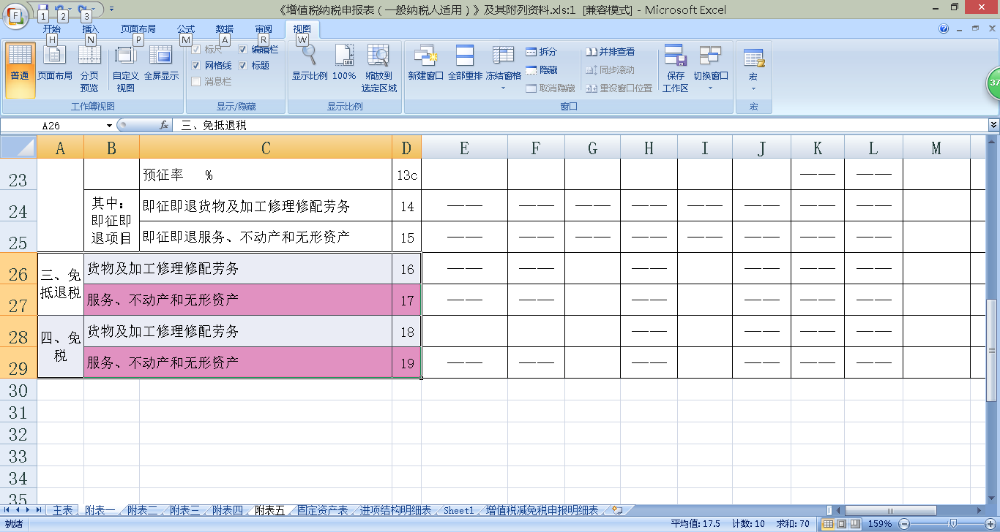 《增值税纳税申报表（一般纳税人适用）》及其附列资料.xls:1 [兼容模式] - Microsoft Excel
1 2 3
F
开始 插入 页面布局 公式 数据 审阅 视图
H N P M A R W
普通 页面布局 分页预览 自定义视图 全屏显示
工作簿视图
标尺 编辑栏
网格线 标题
消息栏
显示/隐藏
显示比例 100% 缩放到选定区域
显示比例
新建窗口 全部重排 冻结窗格
拆分 并排查看
隐藏 同步滚动
取消隐藏 重设窗口位置
保存工作区 切换窗口
窗口
宏
宏
37
A26 fx 三、免抵退税
A B C D E F G H I J K L M
23 预征率 % 13c —— ——
24 其中：即征即退项目 即征即退货物及加工修理修配劳务 14 —— —— —— —— —— —— —— ——
25 即征即退服务、不动产和无形资产 15 —— —— —— —— —— —— —— ——
26 三、免抵退税 货物及加工修理修配劳务 16 —— —— —— —— —— ——
27 服务、不动产和无形资产 17 —— —— —— —— —— ——
28 四、免税 货物及加工修理修配劳务 18 —— —— —— ——
29 服务、不动产和无形资产 19 —— —— —— —— —— ——
30
31
32
33
34
35
主表 附表一 附表二 附表三 附表四 附表五 固定资产表 进项结构明细表 Sheet1 增值税减免税申报明细表
就绪 平均值: 17.5 计数: 10 求和: 70 159%